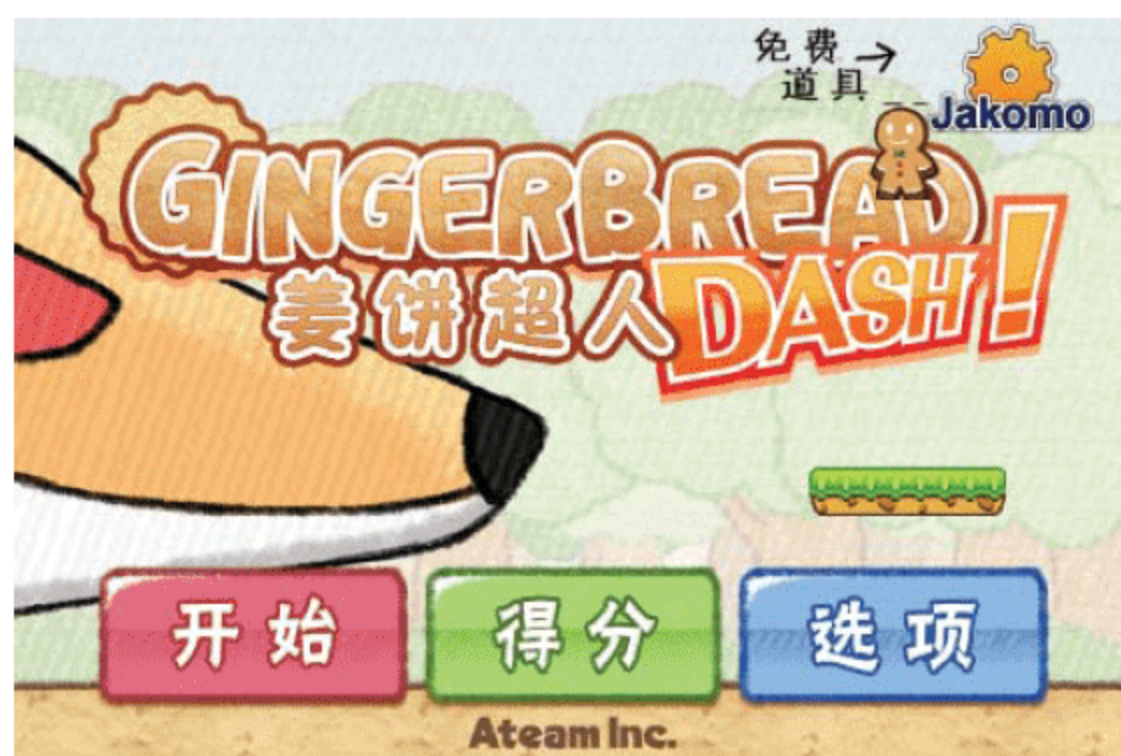 免费
道具
Jakomo
GINGERBREAD
姜饼超人
DASH!
开始
得分
选项
Ateam Inc.